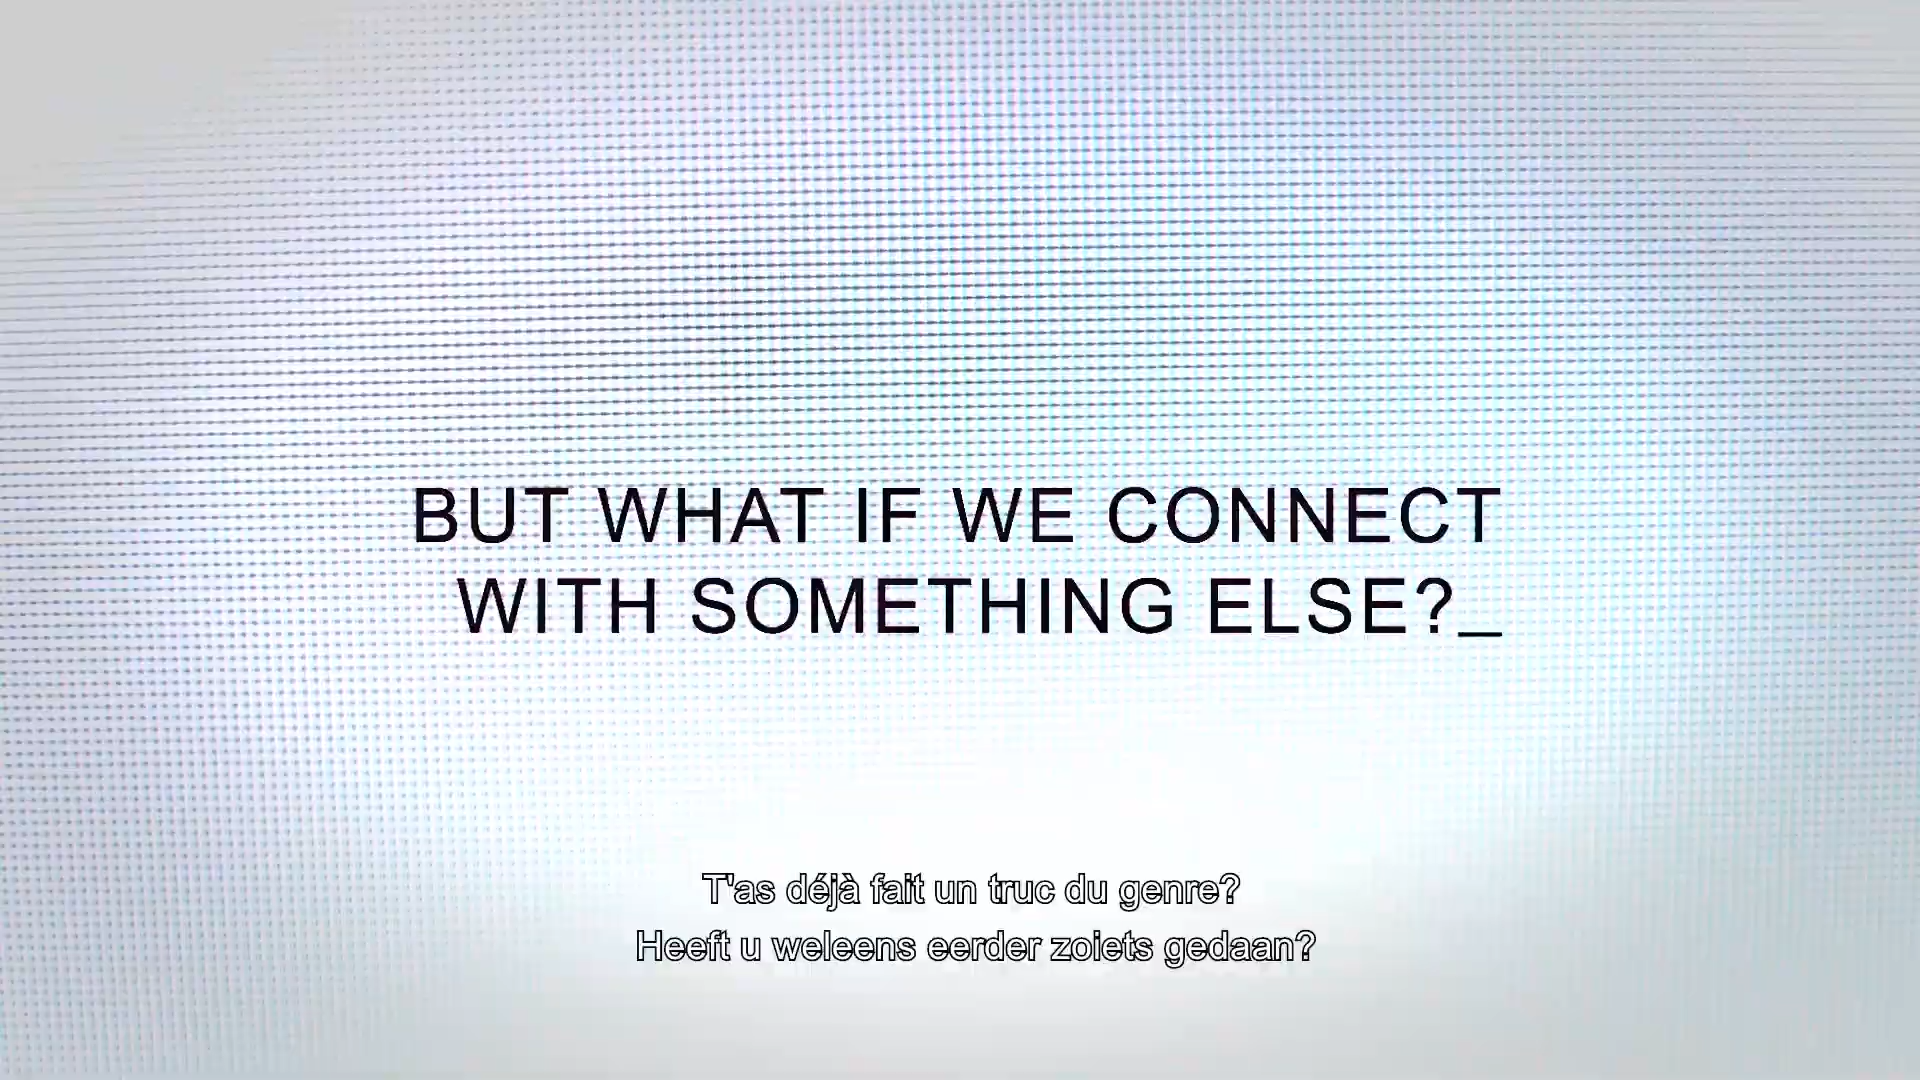 BUT WHAT IF WE CONNECT
WITH SOMETHING ELSE?_
T'as déjà fait un truc du genre?
Heeft u weleens eerder zoiets gedaan?